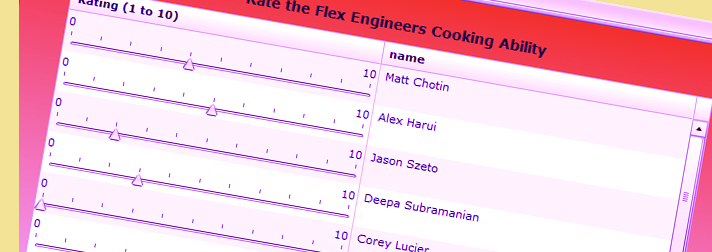 Rate the Flex Engineers Cooking Ability
Rating (1 to 10)
name
0
10
Matt Chotin
0
10
Alex Harui
0
10
Jason Szeto
0
10
Deepa Subramanian
0
10
Corey Lucier
0